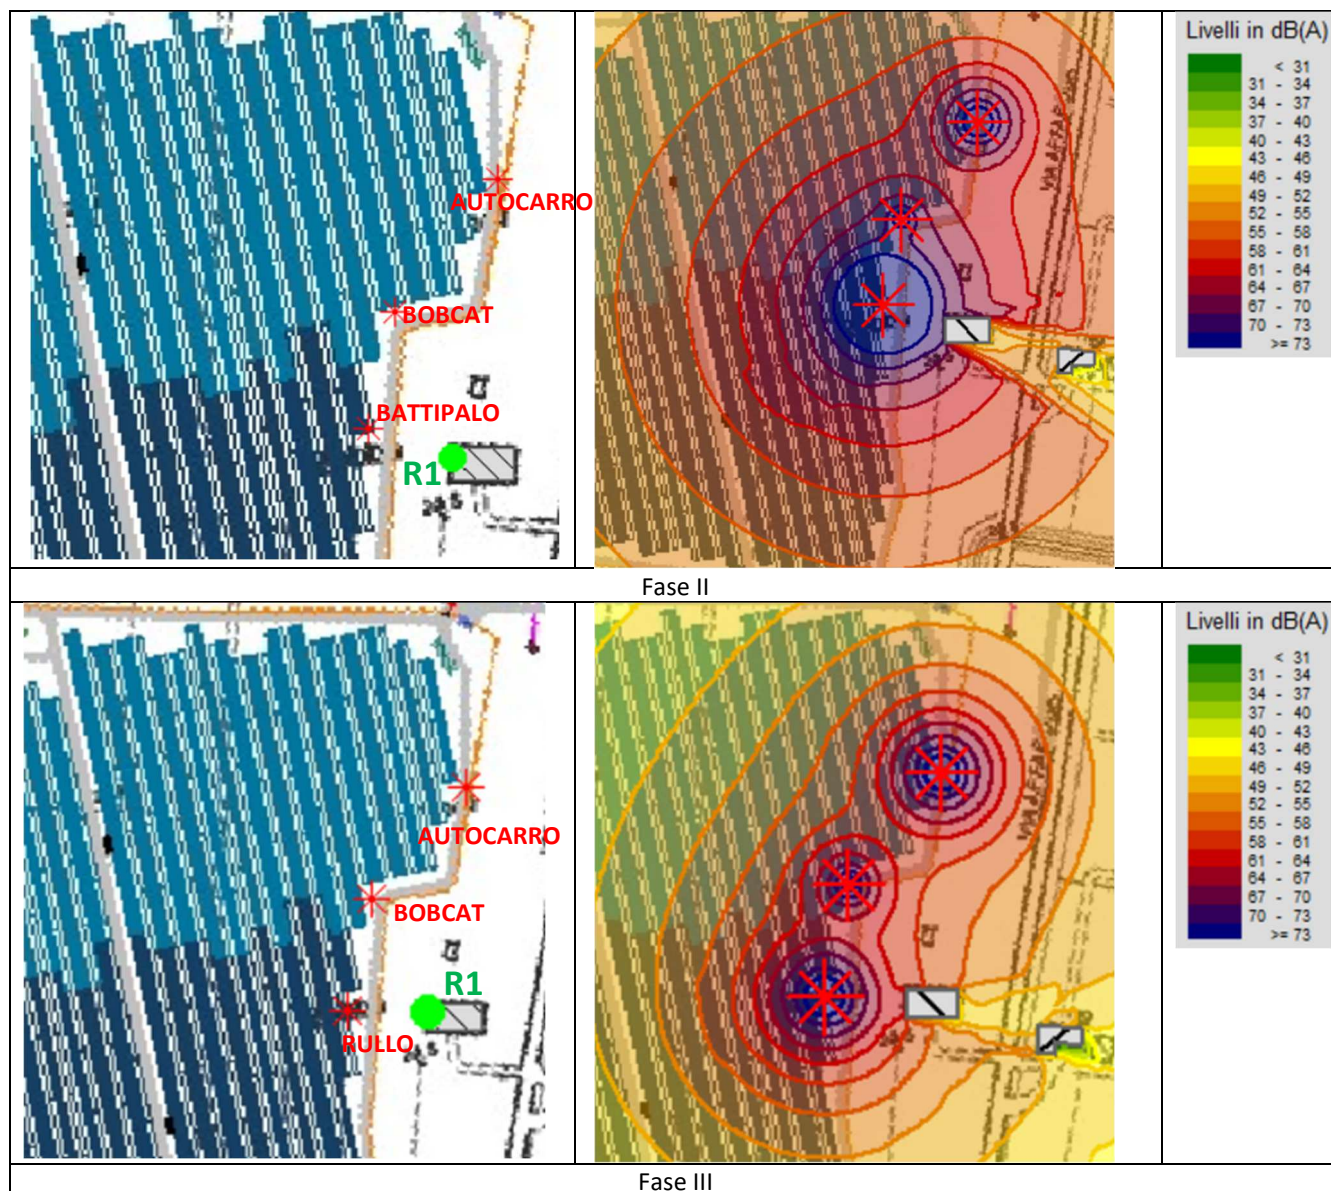 AUTOCARRO
BOBCAT
BATTIPALO
R1
Livelli in dB(A)
< 31
31 - 34
34 - 37
37 - 40
40 - 43
43 - 46
46 - 49
49 - 52
52 - 55
55 - 58
58 - 61
61 - 64
64 - 67
67 - 70
70 - 73
>= 73
Fase II
AUTOCARRO
BOBCAT
R1
RULLO
Livelli in dB(A)
< 31
31 - 34
34 - 37
37 - 40
40 - 43
43 - 46
46 - 49
49 - 52
52 - 55
55 - 58
58 - 61
61 - 64
64 - 67
67 - 70
70 - 73
>= 73
Fase III